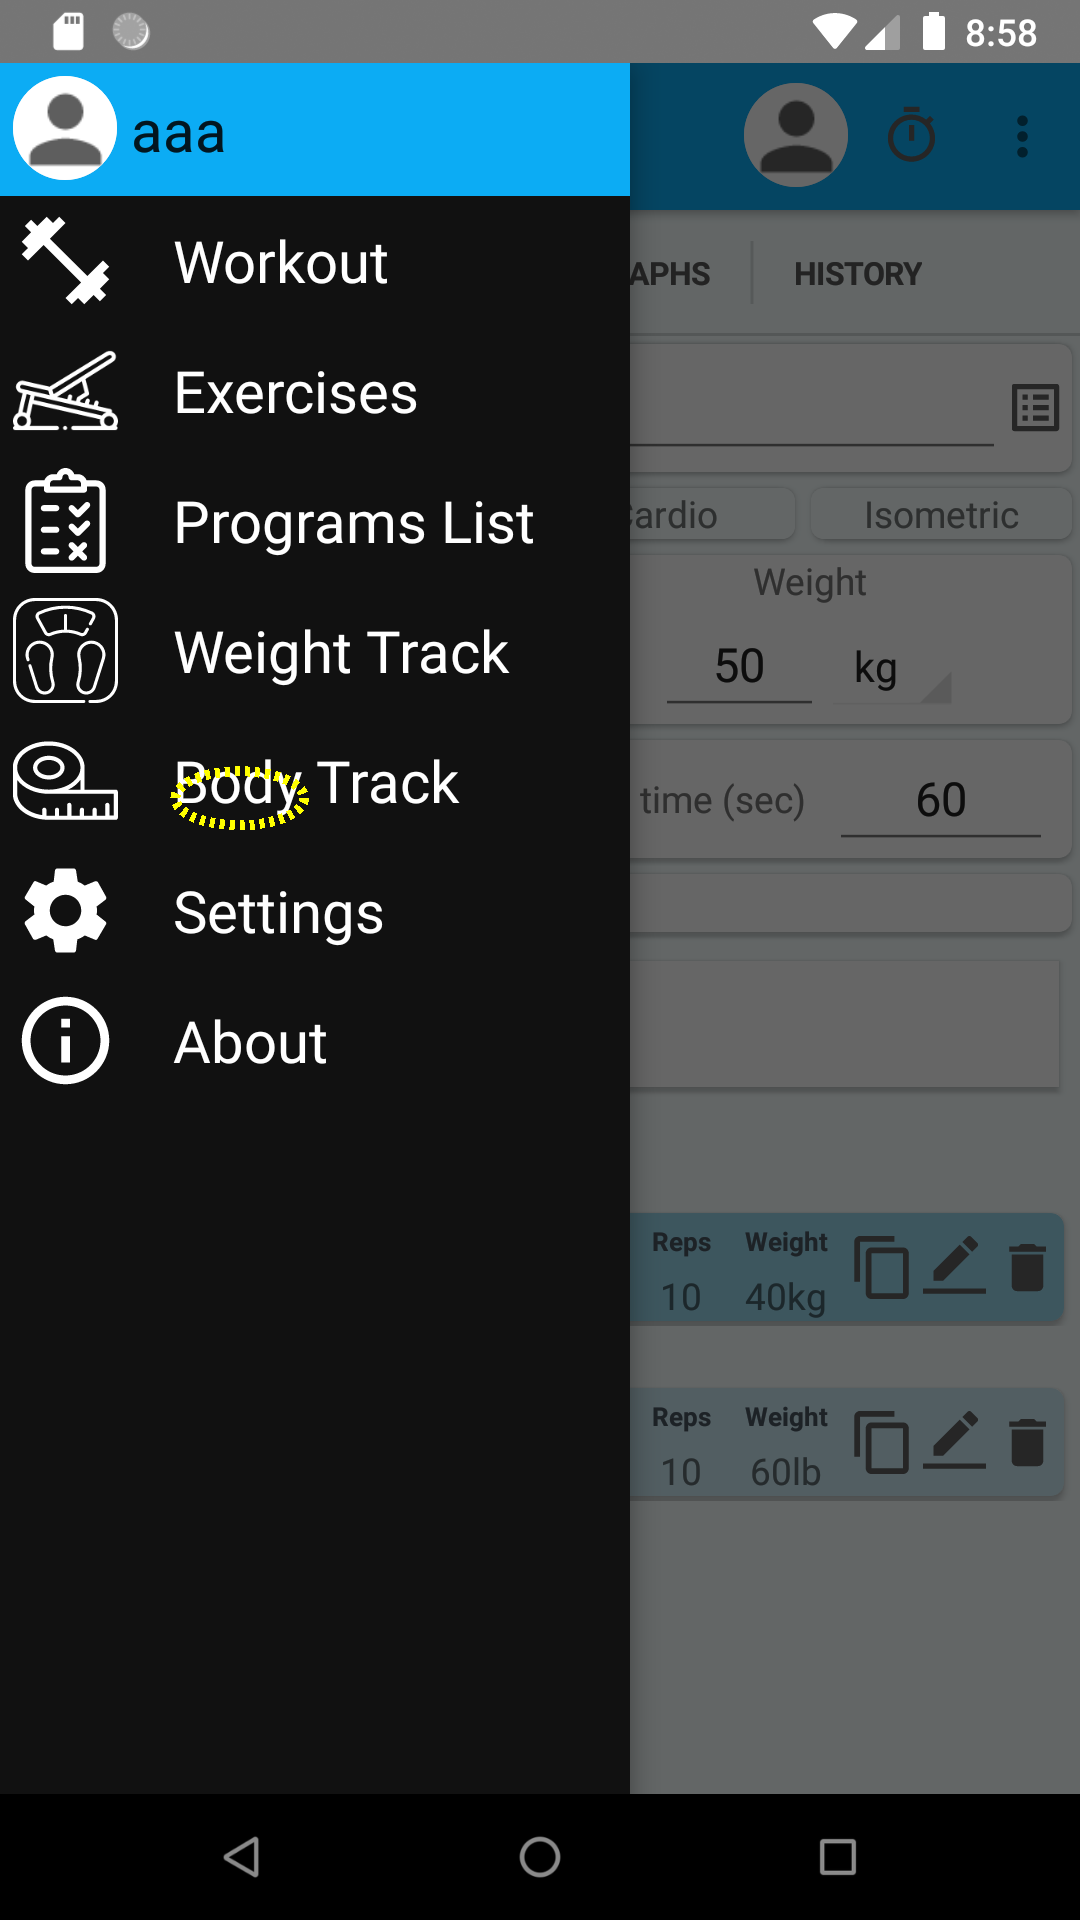 8:58
aaa
Workout
Exercises
Programs List
Weight Track
Body Track
Settings
About
APHS
HISTORY
Cardio
Isometric
Weight
50
kg
time (sec)
60
Reps
Weight
10
40kg
Reps
Weight
10
60lb